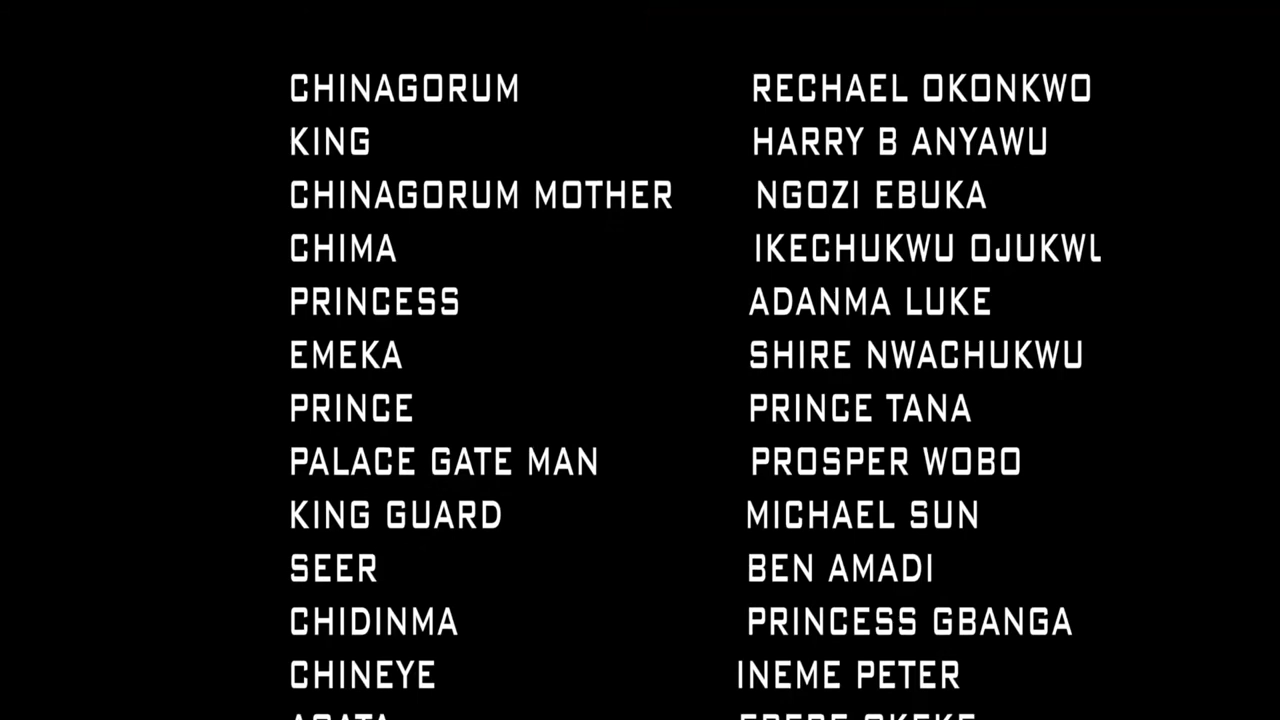 CHINAGORUM RECHAEL OKONKWO
KING HARRY B ANYAWU
CHINAGORUM MOTHER NGOZI EBUKA
CHIMA IKECHUKWU
PRINCESS ADANMA LUKE
EMEKA SHIRE NWACHUKWU
PRINCE PRINCE TANA
PALACE GATE MAN PROSPER WOBO
KING GUARD MICHAEL SUN
SEER BEN AMADI
CHIDINMA PRINCESS GBANGA
CHINEYE INEME PETER